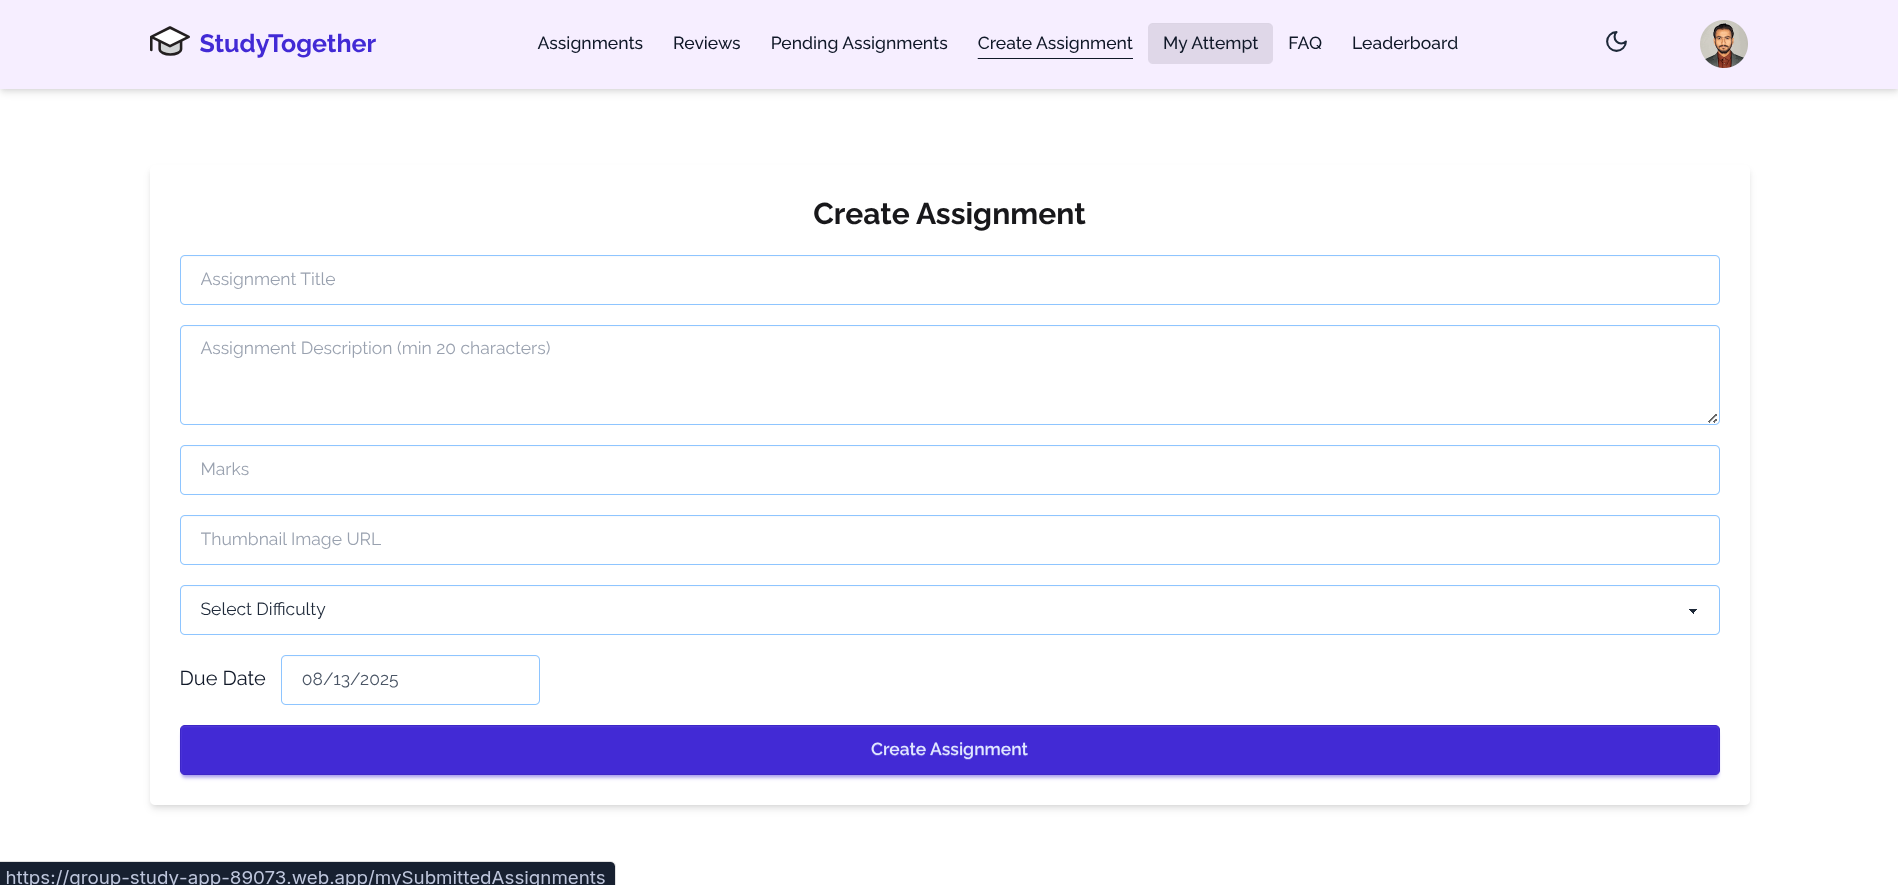 StudyTogether
Assignments Reviews Pending Assignments Create Assignment My Attempt FAQ Leaderboard
Create Assignment
Assignment Title
Assignment Description (min 20 characters)
Marks
Thumbnail Image URL
Select Difficulty
Due Date 08/13/2025
Create Assignment
https://group-study-app-89073.web.app/mySubmittedAssignments